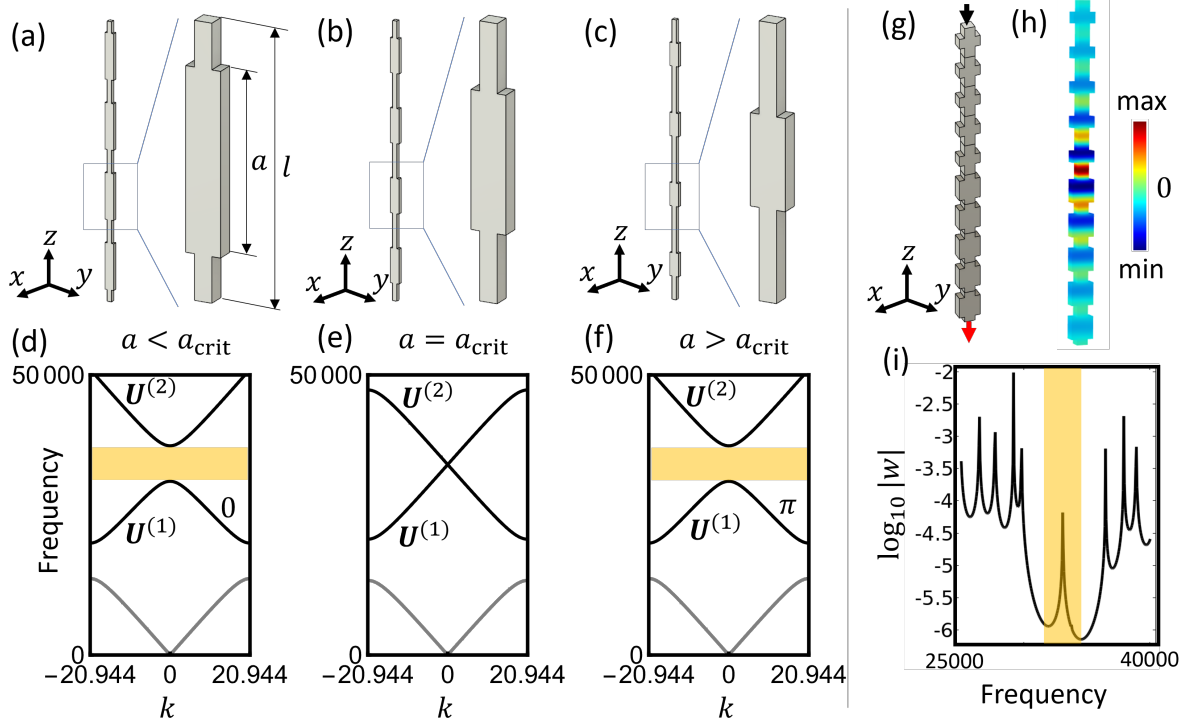 (a)
(b)
(c)
(g)
(h)
a
l
max
0
min
z
x
y
z
x
y
z
x
y
z
x
y
(d)
a < a_crit
(e)
a = a_crit
(f)
a > a_crit
(i)
50 000
U^(2)
0
U^(1)
0
Frequency
−20.944
0
20.944
k
50 000
U^(2)
U^(1)
0
−20.944
0
20.944
k
50 000
U^(2)
π
U^(1)
0
−20.944
0
20.944
k
-2
-2.5
-3
-3.5
-4
-4.5
-5
-5.5
-6
log₁₀|w|
25000
40000
Frequency